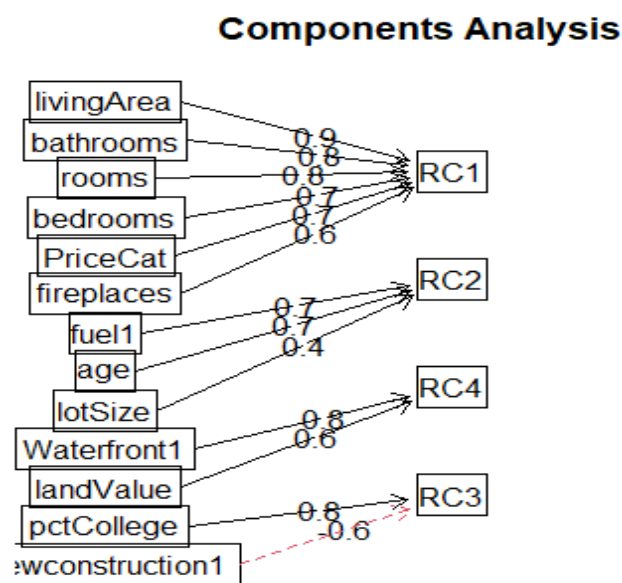 Components Analysis
livingArea
bathrooms
rooms
bedrooms
PriceCat
fireplaces
fuel1
age
lotSize
Waterfront1
landValue
pctCollege
ewconstruction1
0.9
0.8
0.8
0.7
0.7
0.6
0.7
0.7
0.4
0.8
0.6
0.8
-0.6
RC1
RC2
RC4
RC3